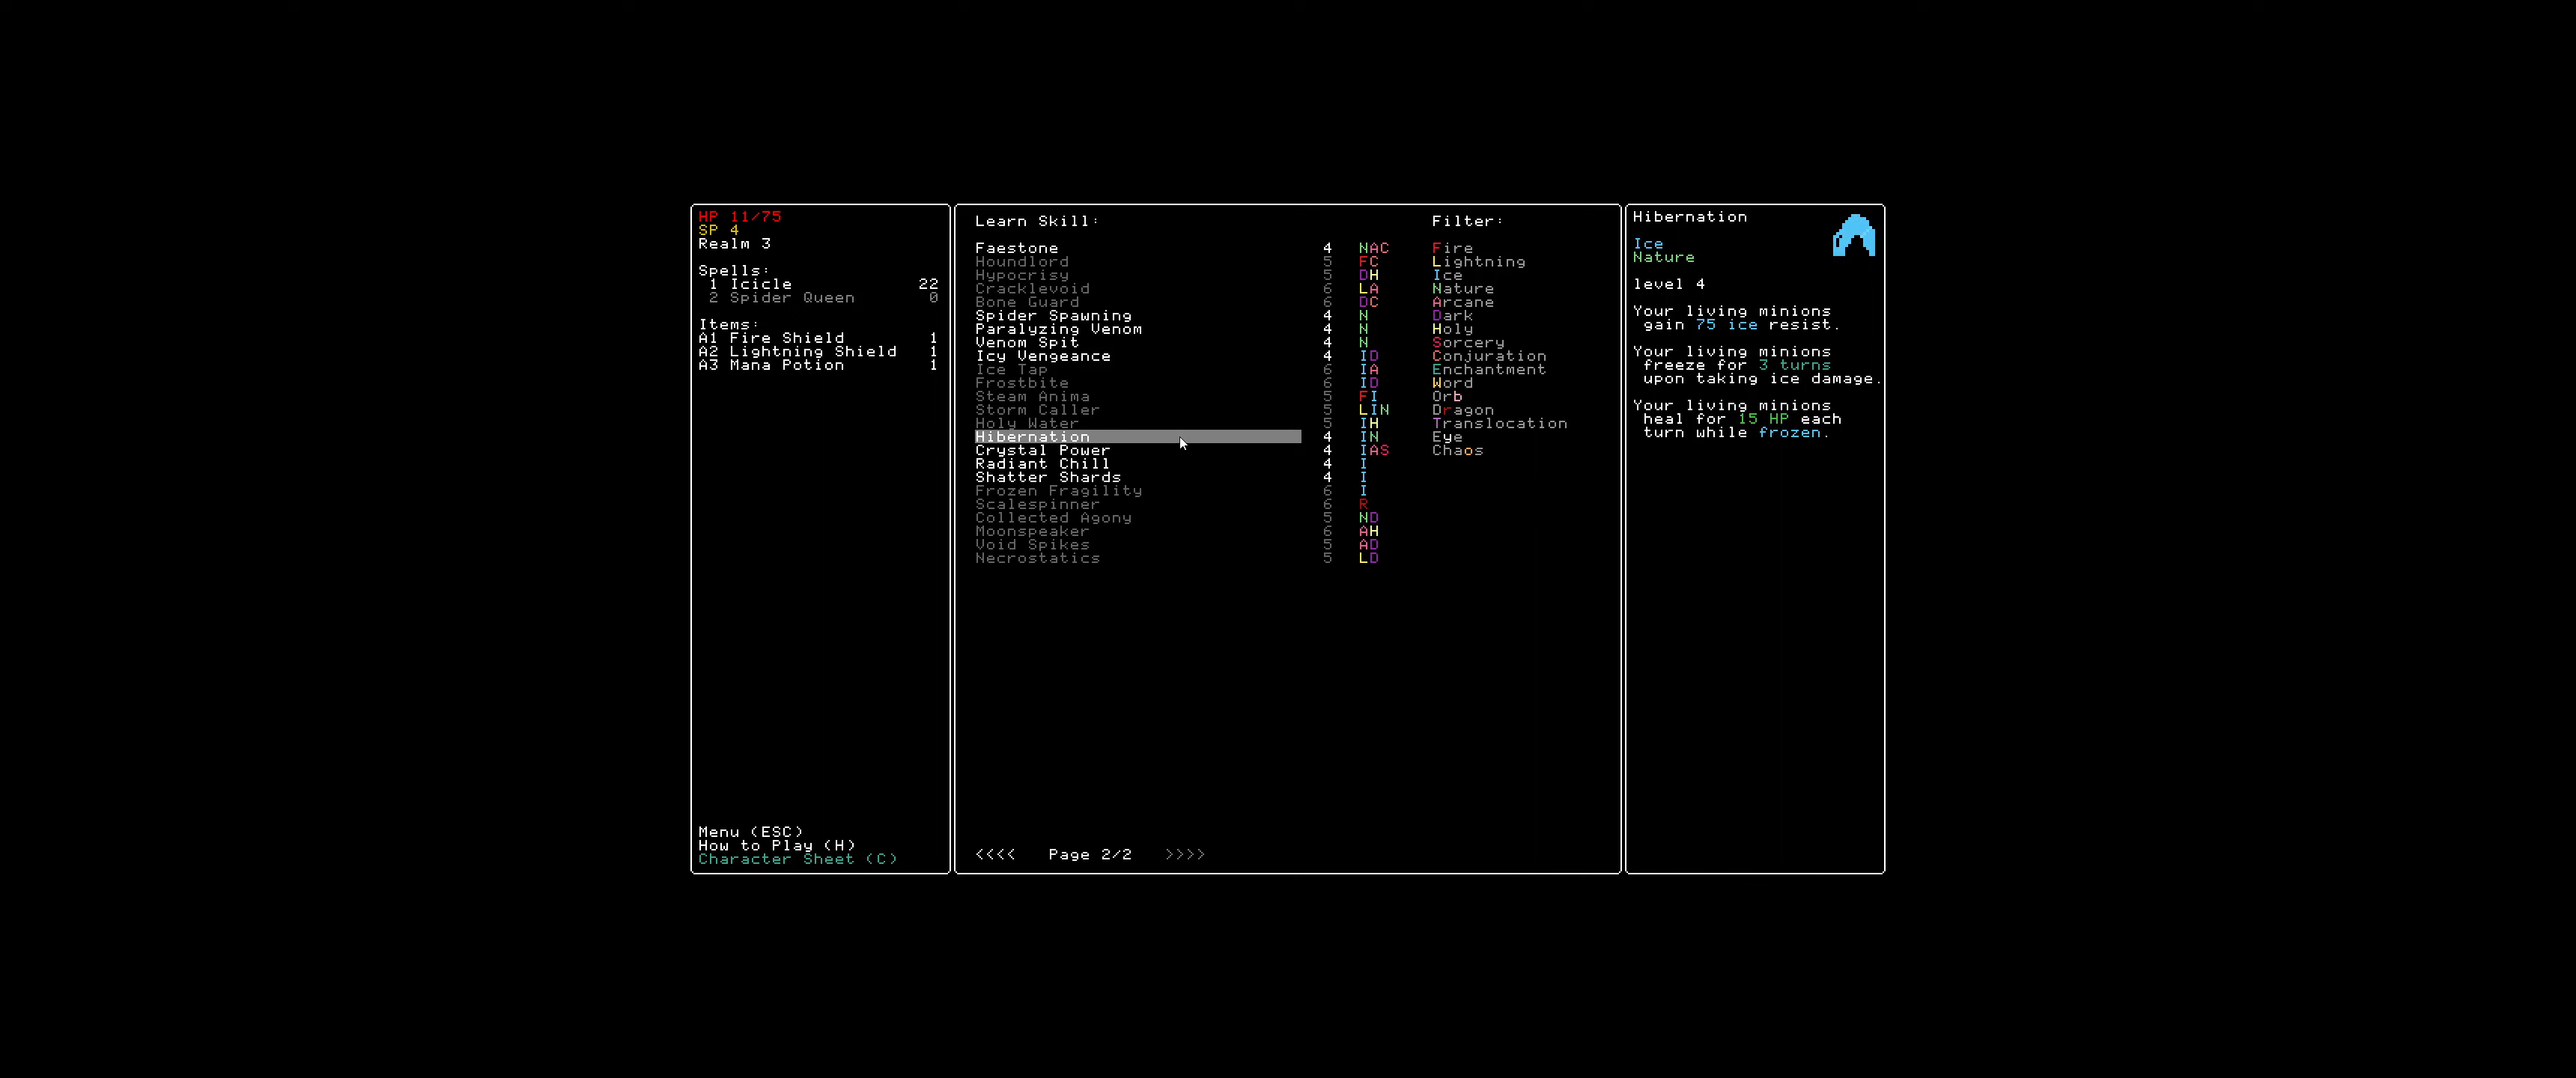 HP 11/75
SP 4
Realm 3
Spells:
1 Icicle 22
2 Spider Queen 0
Items:
A1 Fire Shield 1
A2 Lightning Shield 1
A3 Mana Potion 1
Menu (ESC)
How to Play (H)
Character Sheet (C)
Learn Skill:
Faestone 4 NAC
Houndlord 5 FC
Hypocrisy 5 DH
Cracklevoid 6 LA
Bone Guard 6 DC
Spider Spawning 4 N
Paralyzing Venom 4 N
Venom Spit 4 N
Icy Vengeance 4 ID
Ice Tap 6 IA
Frostbite 6 ID
Steam Anima 5 FI
Storm Caller 5 LIN
Holy Water 5 IH
Hibernation 4 IN
Crystal Power 4 IAS
Radiant Chill 4 I
Shatter Shards 4 I
Frozen Fragility 6 I
Scalespinner 6 R
Collected Agony 5 ND
Moonspeaker 6 AH
Void Spikes 5 AD
Necrostatics 5 LD
<<<< Page 2/2 >>>>
Filter:
Fire
Lightning
Ice
Nature
Arcane
Dark
Holy
Sorcery
Conjuration
Enchantment
Word
Orb
Dragon
Translocation
Eye
Chaos
Hibernation
Ice
Nature
level 4
Your living minions
gain 75 ice resist.
Your living minions
freeze for 3 turns
upon taking ice damage.
Your living minions
heal for 15 HP each
turn while frozen.